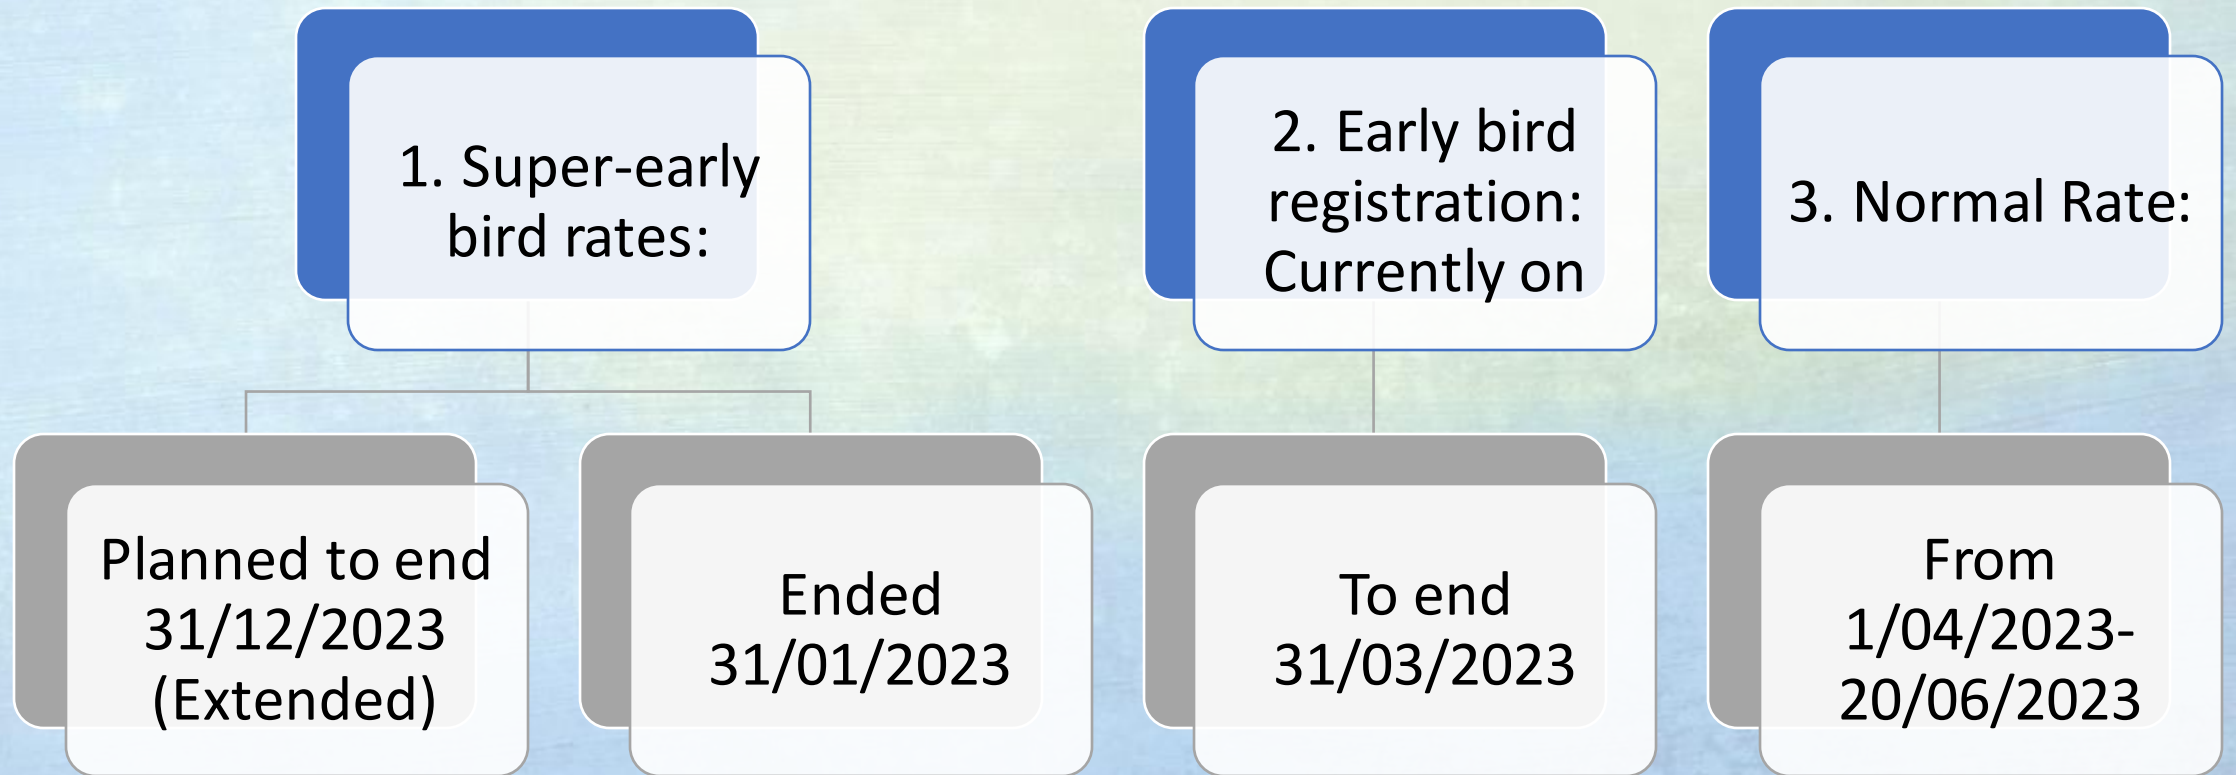 1. Super-early
bird rates:
2. Early bird
registration:
Currently on
3. Normal Rate:
Planned to end
31/12/2023
(Extended)
Ended
31/01/2023
To end
31/03/2023
From
1/04/2023-
20/06/2023